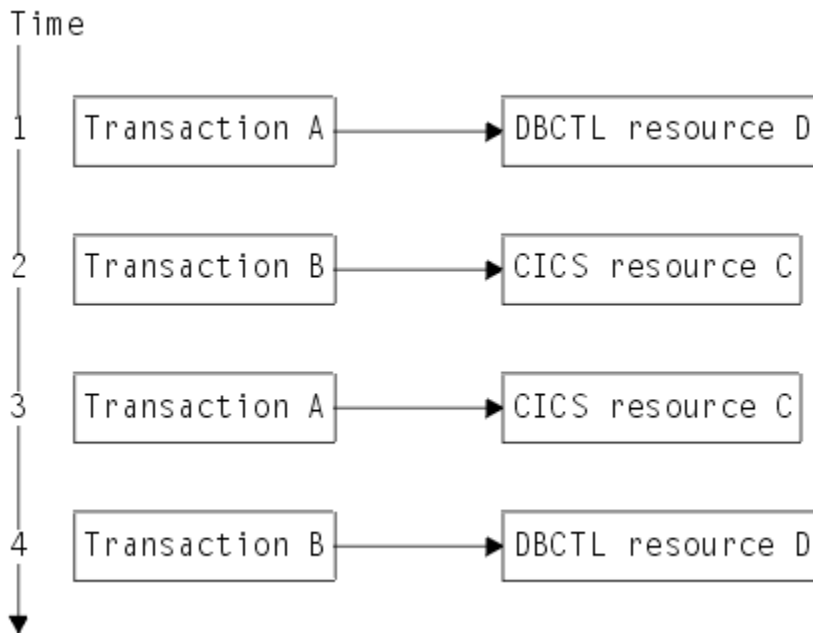 Time
1 Transaction A DBCTL resource D
2 Transaction B CICS resource C
3 Transaction A CICS resource C
4 Transaction B DBCTL resource D